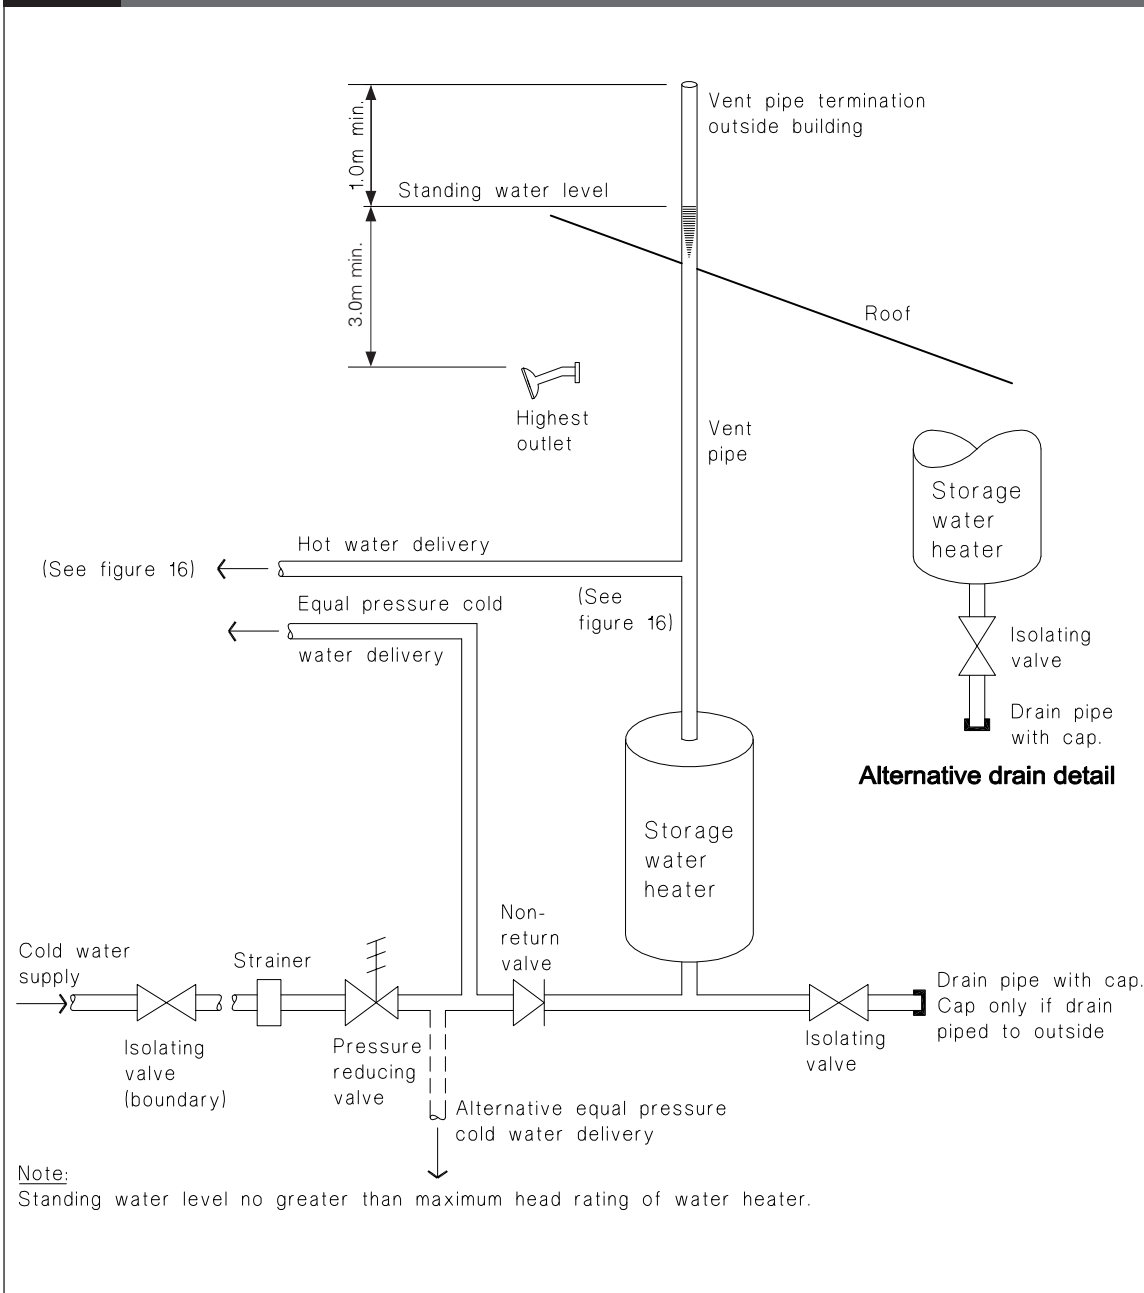 Vent pipe termination
outside building
1.0m min.
Standing water level
3.0m min.
Roof
Highest
outlet
Vent
pipe
Storage
water
heater
Hot water delivery
(See figure 16)
(See
figure 16)
Equal pressure cold
water delivery
Isolating
valve
Drain pipe
with cap.
Alternative drain detail
Storage
water
heater
Non-
return
valve
Cold water
supply
Strainer
Drain pipe with cap.
Cap only if drain
piped to outside
Isolating
valve
(boundary)
Pressure
reducing
valve
Isolating
valve
Alternative equal pressure
cold water delivery
Note:
Standing water level no greater than maximum head rating of water heater.